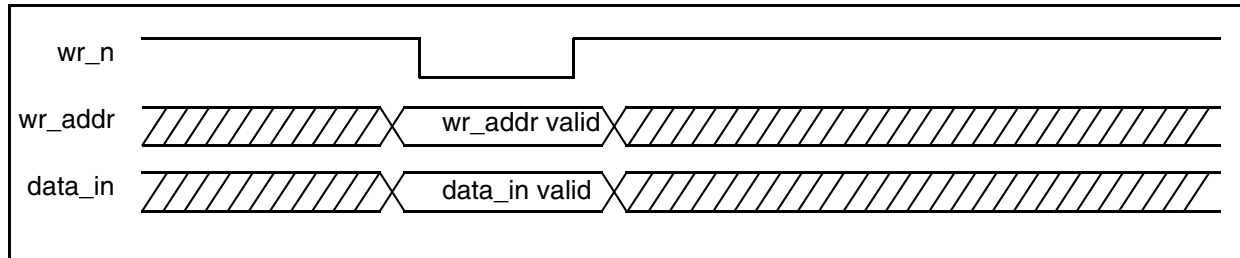 wr_n
wr_addr wr_addr valid
data_in data_in valid